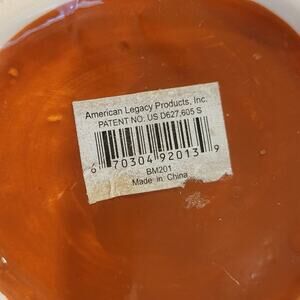 American Legacy Products, Inc.
PATENT NO: US D627,605 S
6 70304 92013 9
BM201
Made in China